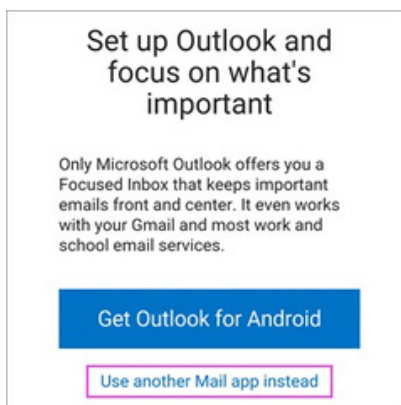 Set up Outlook and
focus on what's
important
Only Microsoft Outlook offers you a
Focused Inbox that keeps important
emails front and center. It even works
with your Gmail and most work and
school email services.
Get Outlook for Android
Use another Mail app instead